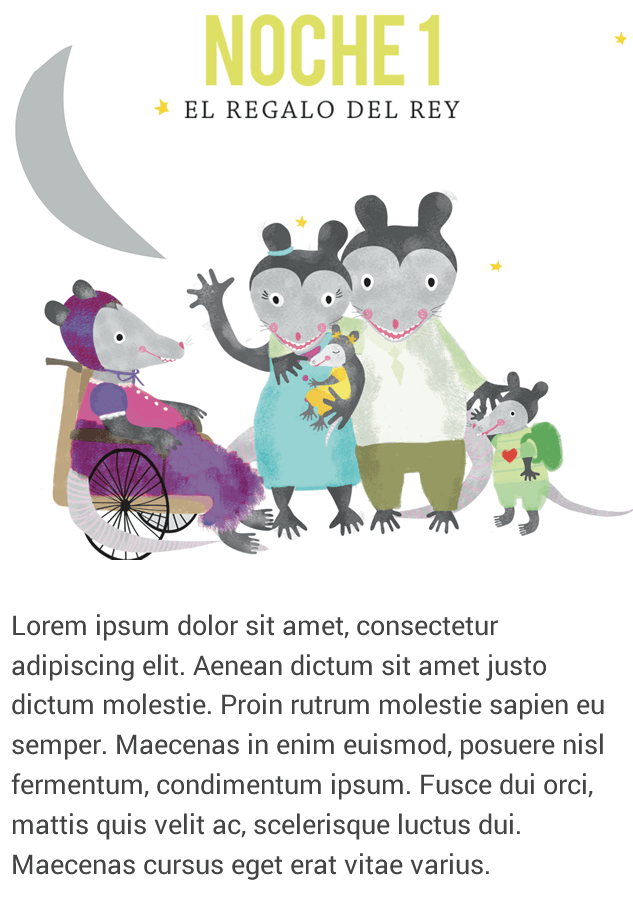 NOCHE 1
EL REGALO DEL REY
Lorem ipsum dolor sit amet, consectetur
adipiscing elit. Aenean dictum sit amet justo
dictum molestie. Proin rutrum molestie sapien eu
semper. Maecenas in enim euismod, posuere nisl
fermentum, condimentum ipsum. Fusce dui orci,
mattis quis velit ac, scelerisque luctus dui.
Maecenas cursus eget erat vitae varius.